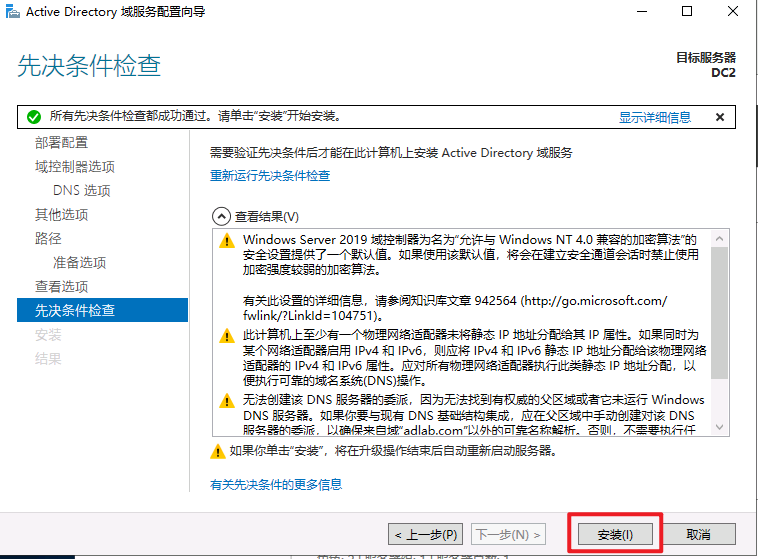 Active Directory 域服务配置向导
先决条件检查
目标服务器
DC2
所有先决条件检查都成功通过。请单击“安装”开始安装。
显示详细信息
部署配置
域控制器选项
DNS 选项
其他选项
路径
准备选项
查看选项
先决条件检查
安装
结果
需要验证先决条件后才能在此计算机上安装 Active Directory 域服务
重新运行先决条件检查
查看结果(V)
Windows Server 2019 域控制器为名为“允许与 Windows NT 4.0 兼容的加密算法”的
安全设置提供了一个默认值。如果使用该默认值，将会在建立安全通道会话时禁止使用
加密强度较弱的加密算法。
有关此设置的详细信息，请参阅知识库文章 942564 (http://go.microsoft.com/
fwlink/?LinkId=104751)。
此计算机上至少有一个物理网络适配器未将静态 IP 地址分配给其 IP 属性。如果同时为
某个网络适配器启用 IPv4 和 IPv6，则应将 IPv4 和 IPv6 静态 IP 地址分配给该物理网络
适配器的 IPv4 和 IPv6 属性。应对所有物理网络适配器执行此类静态 IP 地址分配，以
便执行可靠的域名系统(DNS)操作。
无法创建该 DNS 服务器的委派，因为无法找到有权威的父区域或者它未运行 Windows
DNS 服务器。如果你要与现有 DNS 基础结构集成，应在父区域中手动创建对该 DNS
服务器的委派，以确保来自域“adlab.com”以外的可靠名称解析。否则，不需要执行任
如果你单击“安装”，将在升级操作结束后自动重新启动服务器。
有关先决条件的更多信息
< 上一步(P)
下一步(N) >
安装(I)
取消